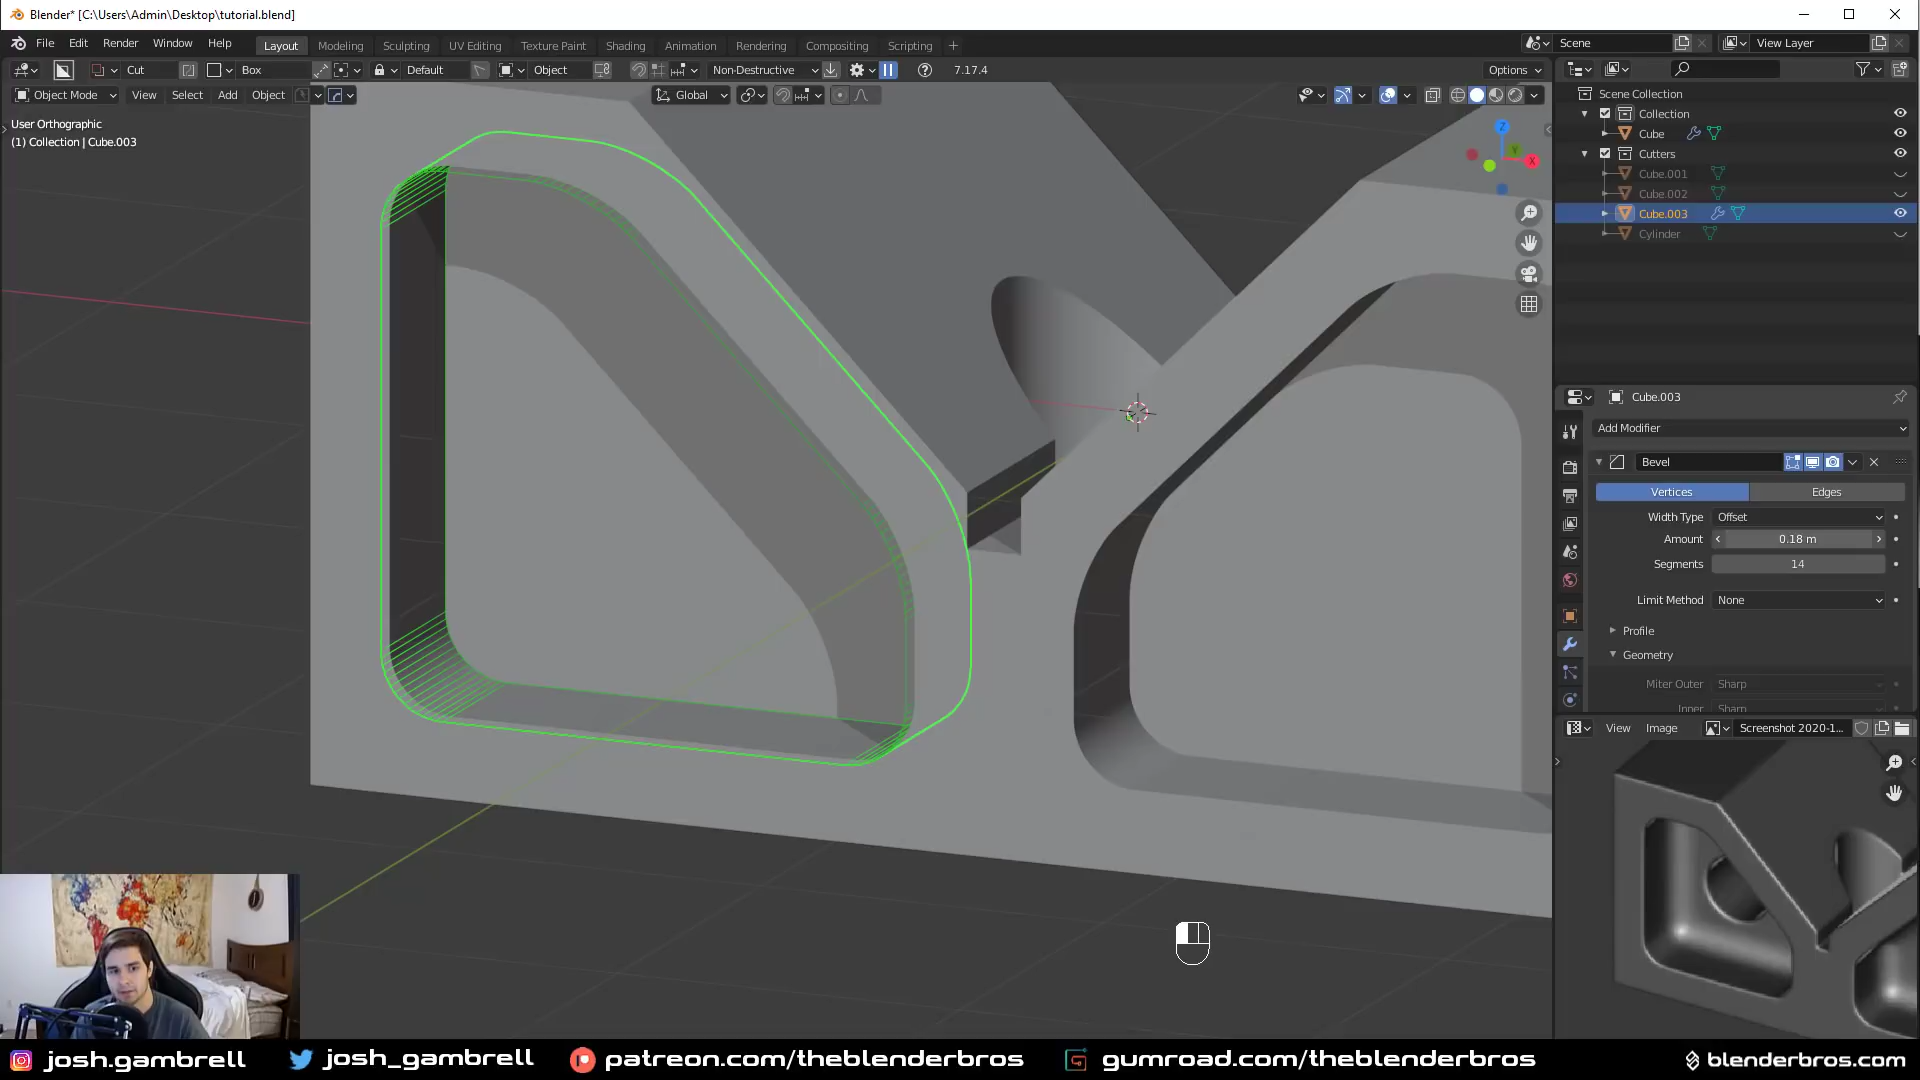 Blender* [C:\Users\Admin\Desktop\tutorial.blend]
File Edit Render Window Help Layout Modeling Sculpting UV Editing Texture Paint Shading Animation Rendering Compositing Scripting + Scene View Layer
Cut Box Default Object Non-Destructive 7.17.4 Options
Object Mode View Select Add Object Global
User Orthographic
(1) Collection | Cube.003
Z
Y
X
Scene Collection
Collection
Cube
Cutters
Cube.001
Cube.002
Cube.003
Cylinder
Cube.003
Add Modifier
Bevel
Vertices Edges
Width Type Offset
Amount 0.18 m
Segments 14
Limit Method None
Profile
Geometry
Miter Outer Sharp
Inner Sharp
View Image Screenshot 2020-1...
josh.gambrell josh_gambrell patreon.com/theblenderbros gumroad.com/theblenderbros blenderbros.com